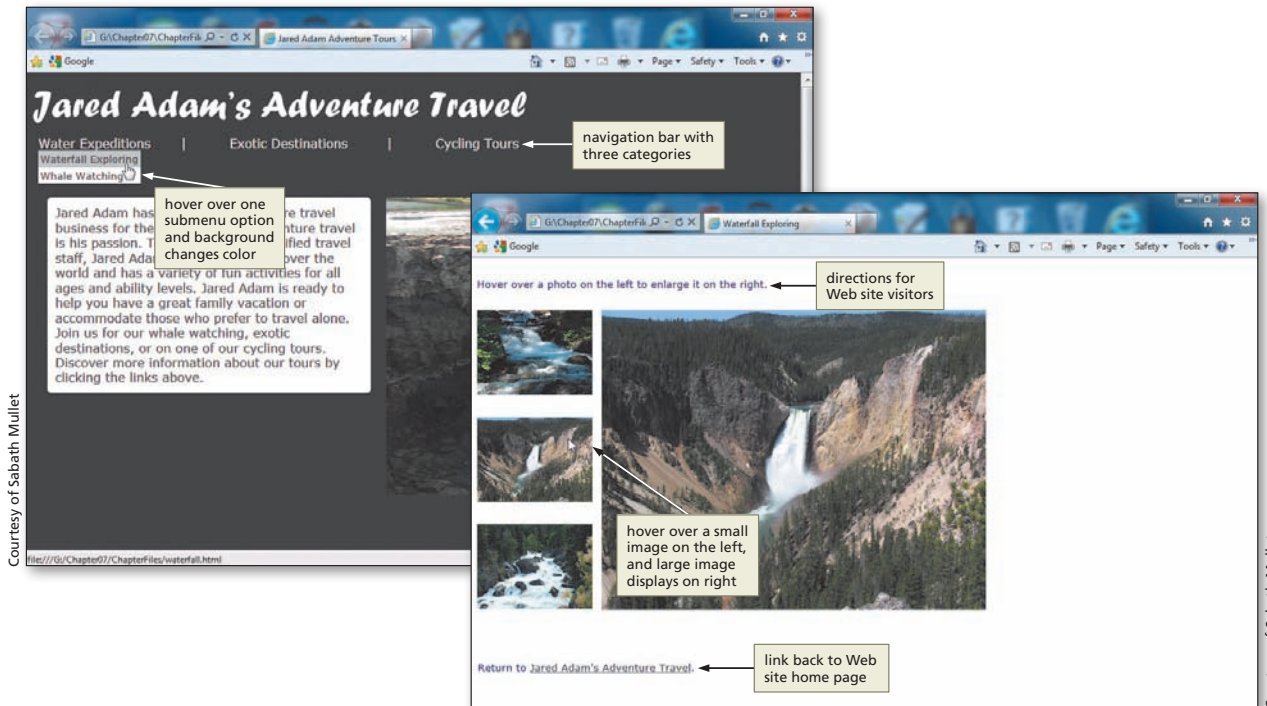 G:\Chapter07\ChapterFil
Jared Adam Adventure Tours
Google
Page Safety Tools
Jared Adam's Adventure Travel
Water Expeditions | Exotic Destinations | Cycling Tours
Waterfall Exploring
Whale Watching
navigation bar with
three categories
hover over one
submenu option
and background
changes color
Jared Adam has re travel
business for the nture travel
is his passion. T ified travel
staff, Jared Ada over the
world and has a variety of fun activities for all
ages and ability levels. Jared Adam is ready to
help you have a great family vacation or
accommodate those who prefer to travel alone.
Join us for our whale watching, exotic
destinations, or on one of our cycling tours.
Discover more information about our tours by
clicking the links above.
file:///G:/Chapter07/ChapterFiles/waterfall.html
Courtesy of Sabath Mullet
G:\Chapter07\ChapterFil
Waterfall Exploring
Google
Page Safety Tools
Hover over a photo on the left to enlarge it on the right.
directions for
Web site visitors
hover over a small
image on the left,
and large image
displays on right
Return to Jared Adam's Adventure Travel.
link back to Web
site home page